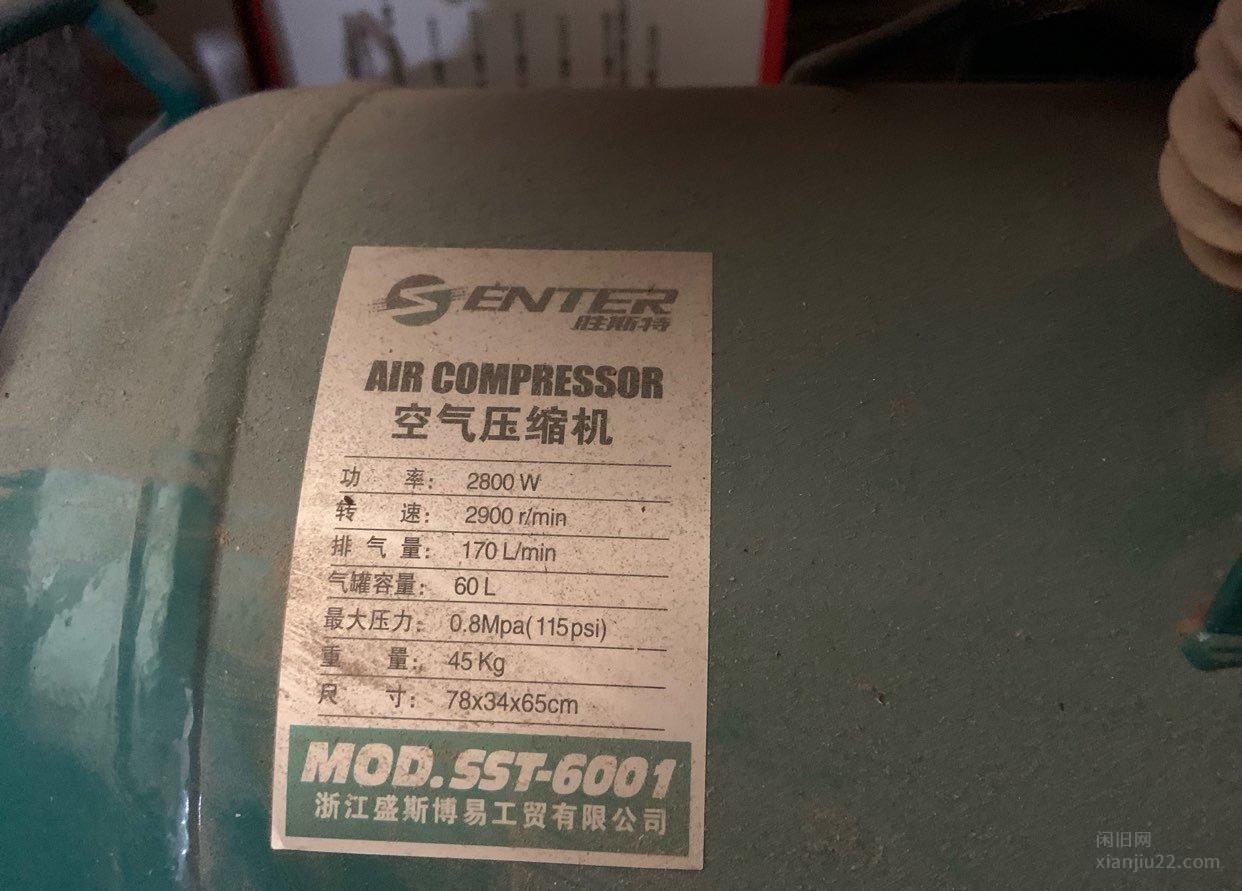 SENTER
胜斯特
AIR COMPRESSOR
空气压缩机
功 率: 2800 W
转 速: 2900 r/min
排气量: 170 L/min
气罐容量: 60 L
最大压力: 0.8Mpa(115psi)
重 量: 45 Kg
尺 寸: 78x34x65cm
MOD.SST-6001
浙江盛斯博易工贸有限公司
闲旧网
xianjiu22.com